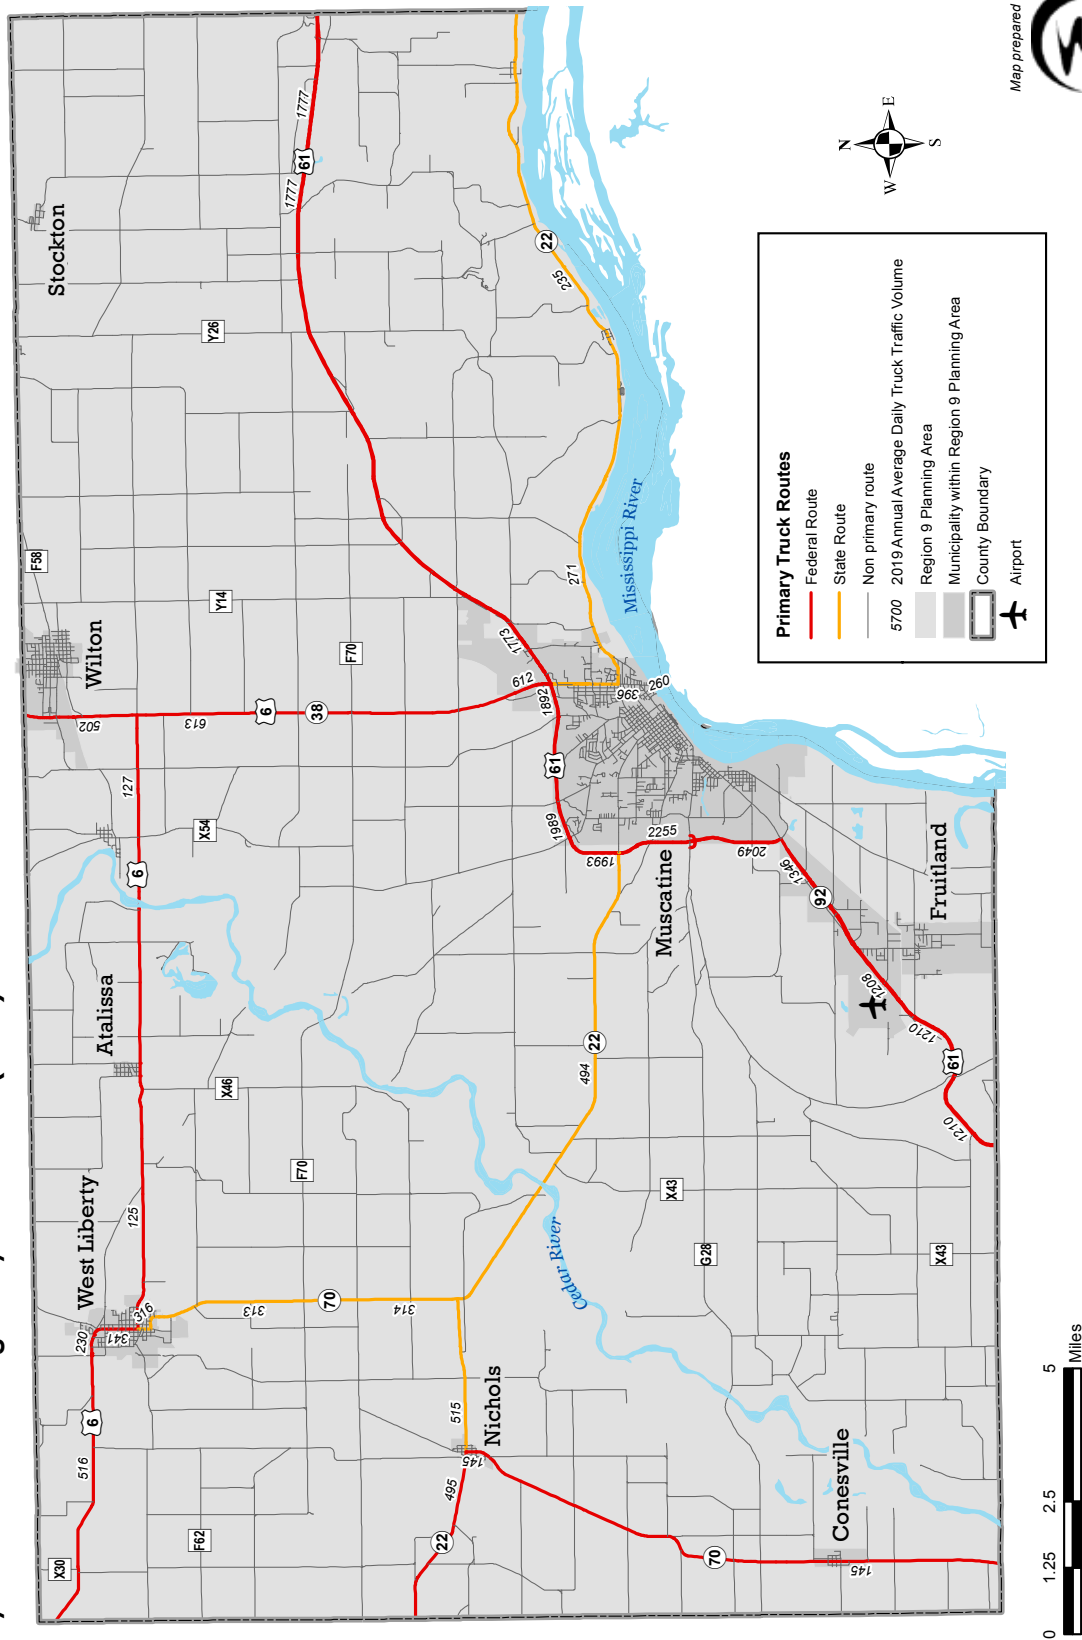 Stockton
F58
Wilton
Atalissa
West Liberty
X30
1777
61
1777
Y26
Y14
F70
502
613
6
38
127
6
X54
X46
F70
125
316
230
341
6
516
F62
313
70
314
22
235
271
Mississippi River
1773
612
1892
396
260
61
1989
1993
2255
2049
Muscatine
1346
92
Fruitland
1208
1210
61
1210
22
494
Cedar River
X43
G28
X43
515
Nichols
145
495
22
70
Conesville
145
N
E
S
W
Map prepared
Primary Truck Routes
Federal Route
State Route
Non primary route
5700 2019 Annual Average Daily Truck Traffic Volume
Region 9 Planning Area
Municipality within Region 9 Planning Area
County Boundary
Airport
0 1.25 2.5 5
Miles